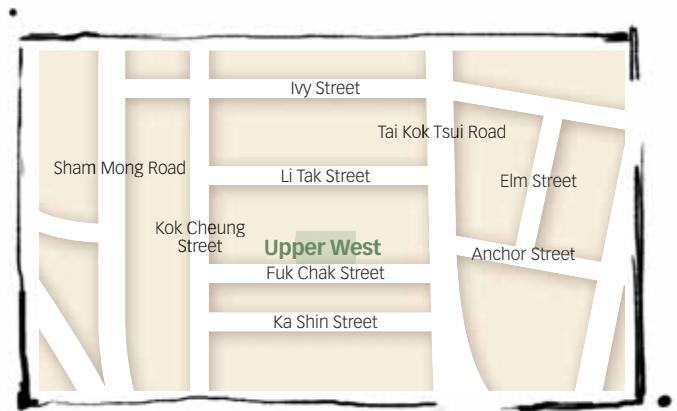 Ivy Street
Tai Kok Tsui Road
Sham Mong Road
Li Tak Street
Elm Street
Kok Cheung
Street
Upper West
Anchor Street
Fuk Chak Street
Ka Shin Street